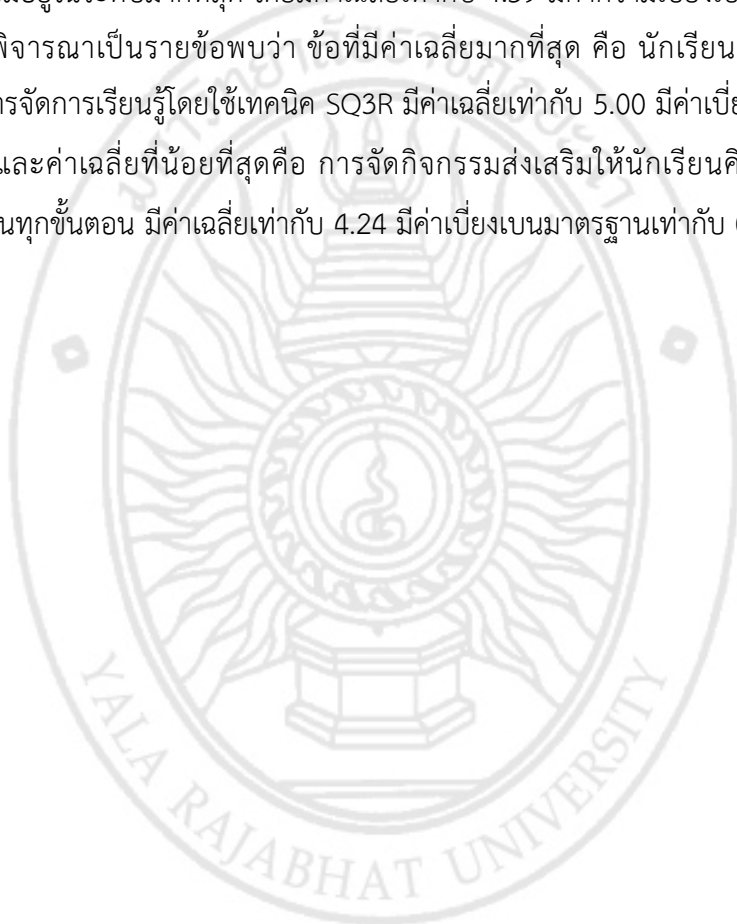 พิจารณาเป็นรายข้อพบว่า ข้อที่มีค่าเฉลี่ยมากที่สุด คือ นักเรียน
ารจัดการเรียนรู้โดยใช้เทคนิค SQ3R มีค่าเฉลี่ยเท่ากับ 5.00 มีค่าเบี่ย
และค่าเฉลี่ยที่น้อยที่สุดคือ การจัดกิจกรรมส่งเสริมให้นักเรียนคิ
นทุกขั้นตอน มีค่าเฉลี่ยเท่ากับ 4.24 มีค่าเบี่ยงเบนมาตรฐานเท่ากับ
YALA RAJABHAT UNIVERSITY